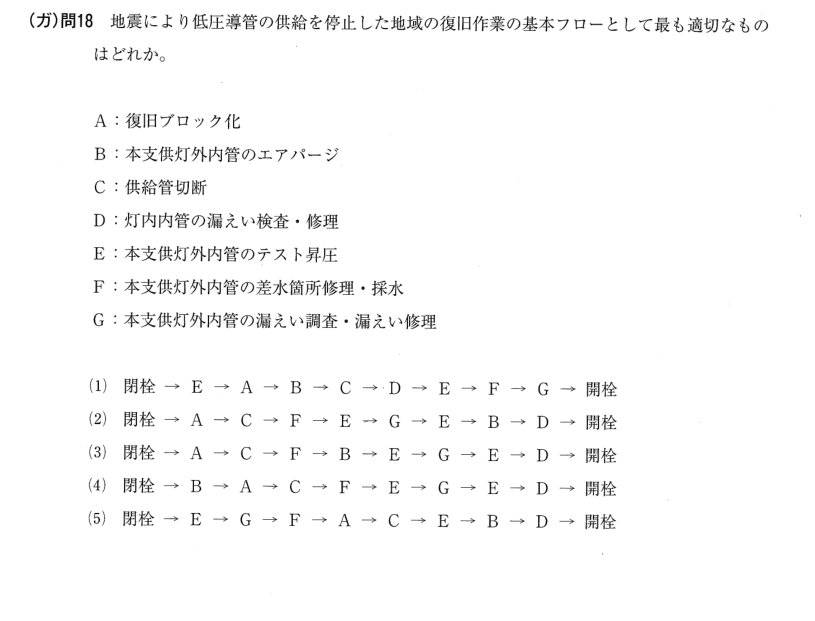 (ガ)問18 地震により低圧導管の供給を停止した地域の復旧作業の基本フローとして最も適切なもの
はどれか。
A:復旧ブロック化
B:本支供灯外内管のエアパージ
C:供給管切断
D:灯内内管の漏えい検査・修理
E:本支供灯外内管のテスト昇圧
F:本支供灯外内管の差水箇所修理・採水
G:本支供灯外内管の漏えい調査・漏えい修理
(1) 閉栓 → E → A → B → C → D → E → F → G → 開栓
(2) 閉栓 → A → C → F → E → G → E → B → D → 開栓
(3) 閉栓 → A → C → F → B → E → G → E → D → 開栓
(4) 閉栓 → B → A → C → F → E → G → E → D → 開栓
(5) 閉栓 → E → G → F → A → C → E → B → D → 開栓